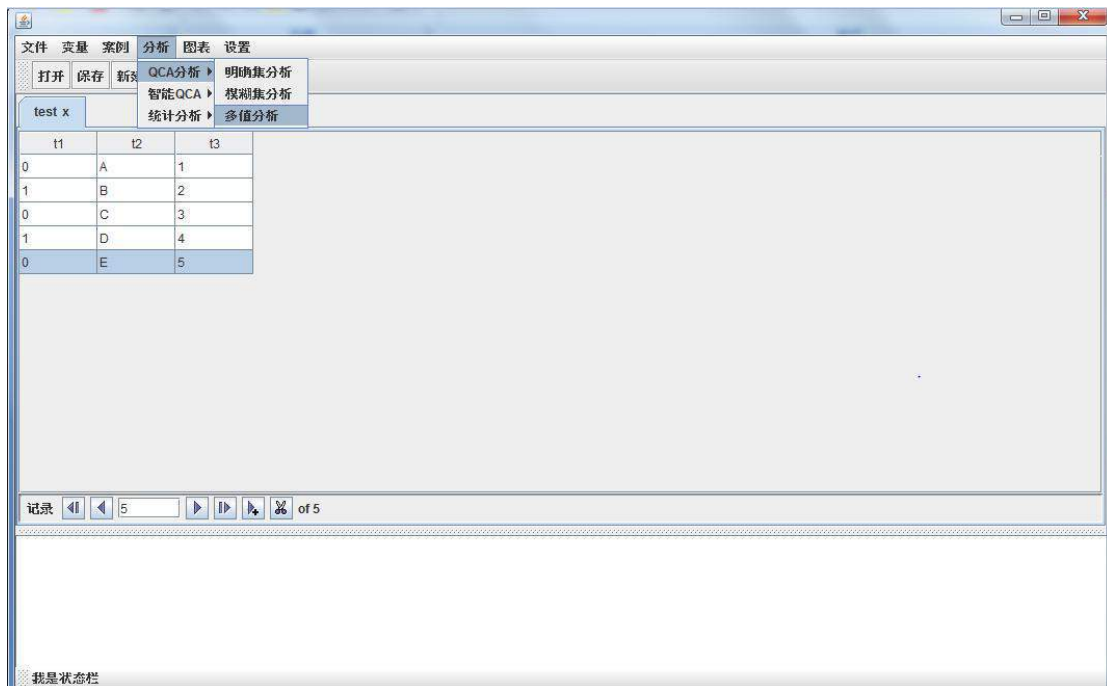 文件 变量 案例 分析 图表 设置
打开 保存 新建
QCA分析 明确集分析
智能QCA 模糊集分析
统计分析 多值分析
test x
t1 t2 t3
0 A 1
1 B 2
0 C 3
1 D 4
0 E 5
记录 5 of 5
我是状态栏